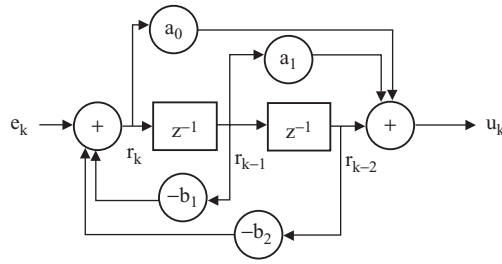 a₀
a₁
eₖ
+
z⁻¹
z⁻¹
+
uₖ
rₖ
rₖ₋₁
rₖ₋₂
−b₁
−b₂